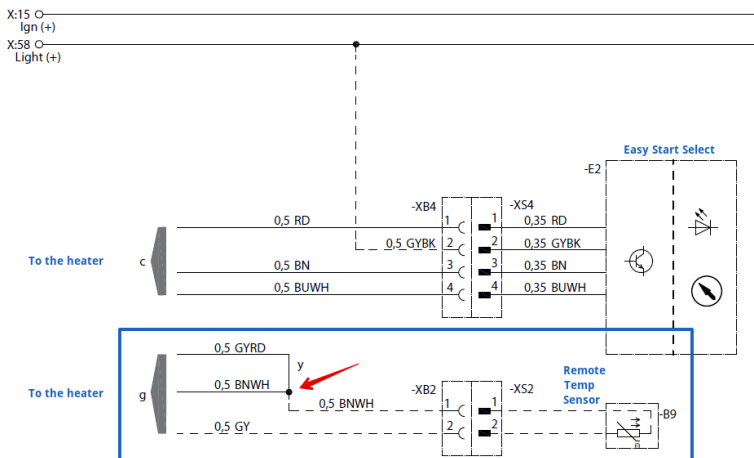 X:15
Ign (+)
X:58
Light (+)
Easy Start Select
-E2
-XB4
-XS4
0,5 RD
1
1
0,35 RD
0,5 GYBK
2
2
0,35 GYBK
To the heater
c
0,5 BN
3
3
0,35 BN
0,5 BUWH
4
4
0,35 BUWH
0,5 GYRD
y
Remote
Temp
Sensor
To the heater
g
0,5 BNWH
-XB2
-XS2
0,5 BNWH
1
1
-B9
0,5 GY
2
2